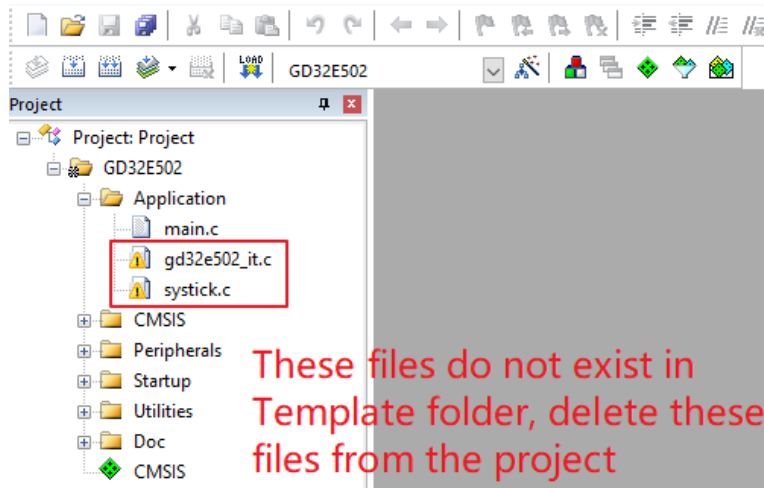 LOAD
GD32E502
Project
Project: Project
GD32E502
Application
main.c
gd32e502_it.c
systick.c
CMSIS
Peripherals
Startup
Utilities
Doc
CMSIS
These files do not exist in
Template folder, delete these
files from the project